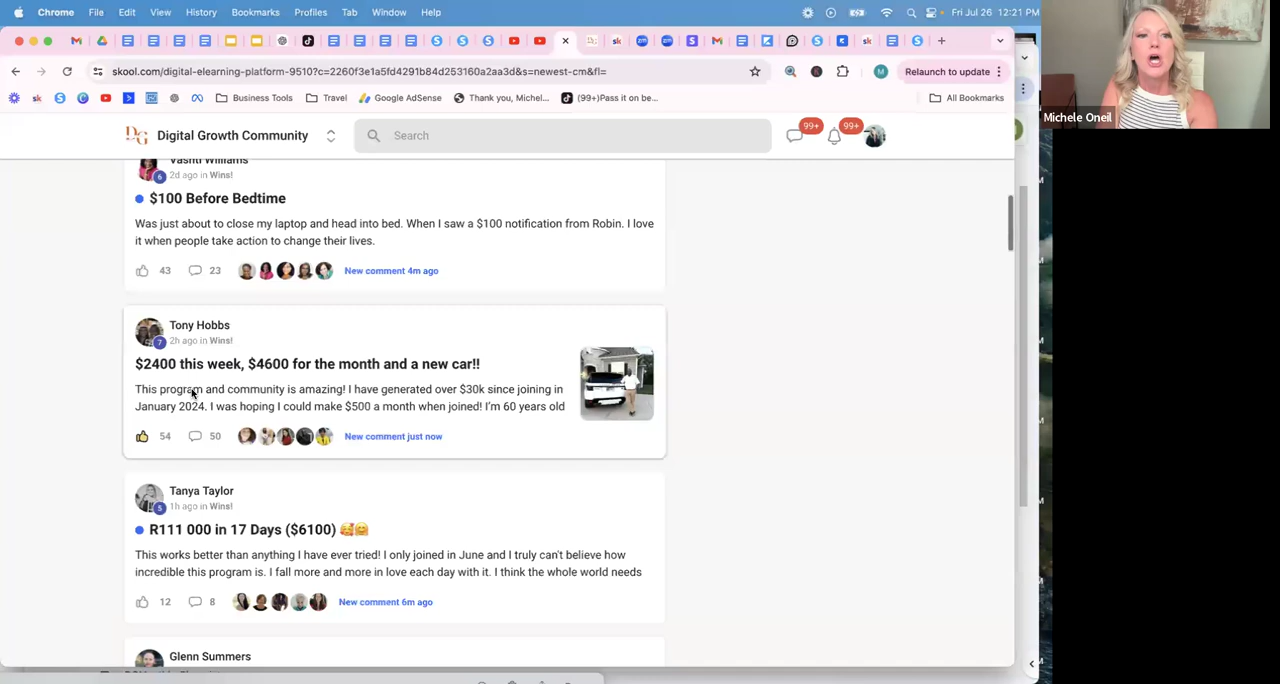 Chrome File Edit View History Bookmarks Profiles Tab Window Help Fri Jul 26 12:21 PM
skool.com/digital-elearning-platform-9510?c=2260f3e1a5fd4291b84d253160a2aa3d&s=newest-cm&fl= M Relaunch to update
Business Tools Travel Google AdSense Thank you, Michel... (99+)Pass it on be... All Bookmarks
Michele Oneil
DG Digital Growth Community Search 99+ 99+
Vashti Williams
6 2d ago in Wins!
$100 Before Bedtime
Was just about to close my laptop and head into bed. When I saw a $100 notification from Robin. I love
it when people take action to change their lives.
43 23 New comment 4m ago
Tony Hobbs
7 2h ago in Wins!
$2400 this week, $4600 for the month and a new car!!
This program and community is amazing! I have generated over $30k since joining in
January 2024. I was hoping I could make $500 a month when joined! I'm 60 years old
54 50 New comment just now
Tanya Taylor
5 1h ago in Wins!
R111 000 in 17 Days ($6100) 🥰🤗
This works better than anything I have ever tried! I only joined in June and I truly can't believe how
incredible this program is. I fall more and more in love each day with it. I think the whole world needs
12 8 New comment 6m ago
Glenn Summers